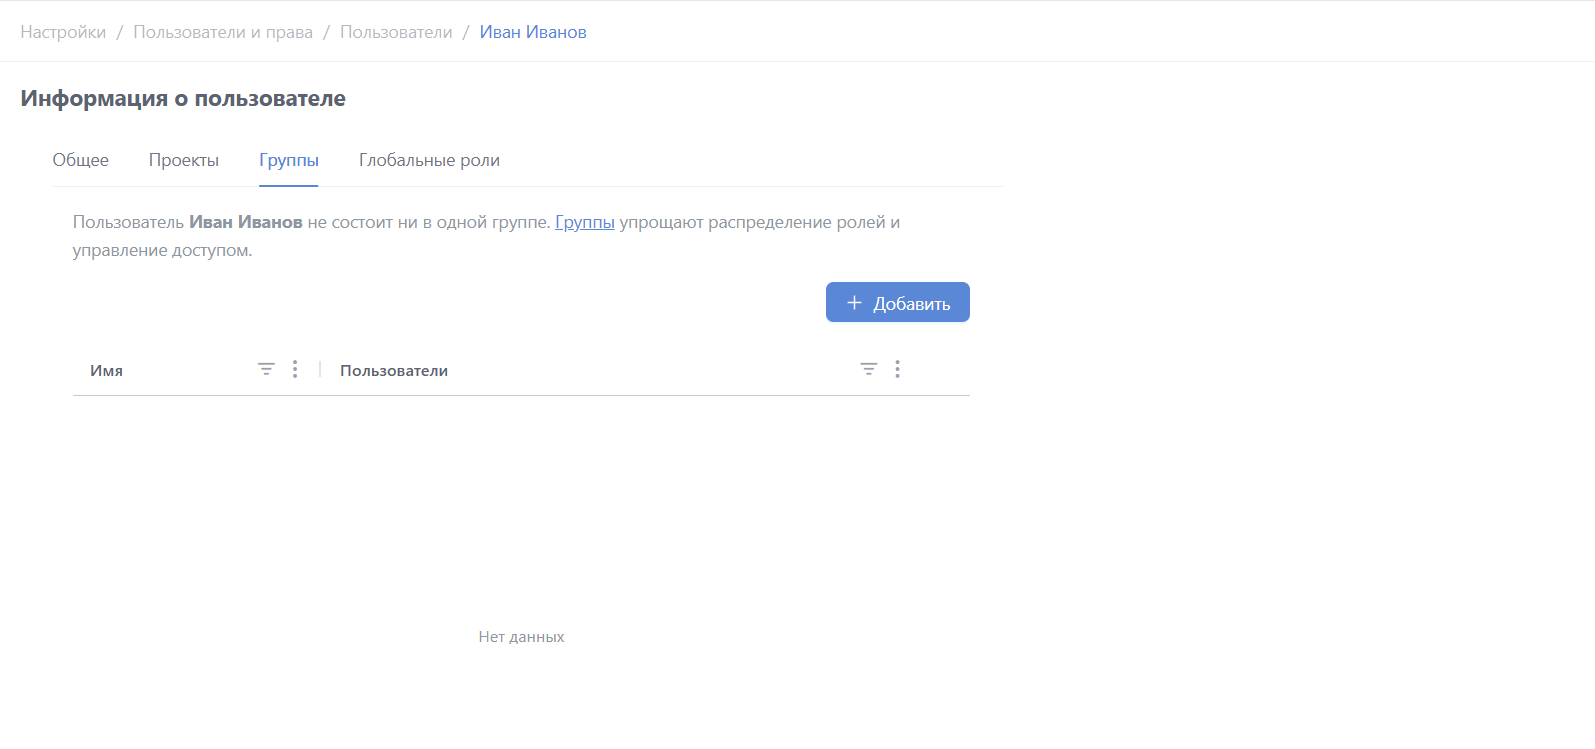 Настройки / Пользователи и права / Пользователи / Иван Иванов
Информация о пользователе
Общее Проекты Группы Глобальные роли
Пользователь Иван Иванов не состоит ни в одной группе. Группы упрощают распределение ролей и
управление доступом.
+ Добавить
Имя Пользователи
Нет данных